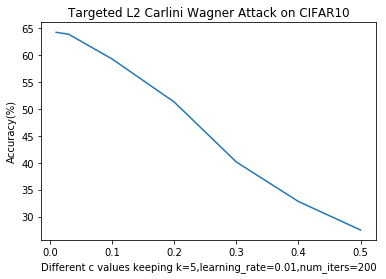 Targeted L2 Carlini Wagner Attack on CIFAR10
65
60
55
50
45
40
35
30
Accuracy(%)
0.0 0.1 0.2 0.3 0.4 0.5
Different c values keeping k=5,learning_rate=0.01,num_iters=200